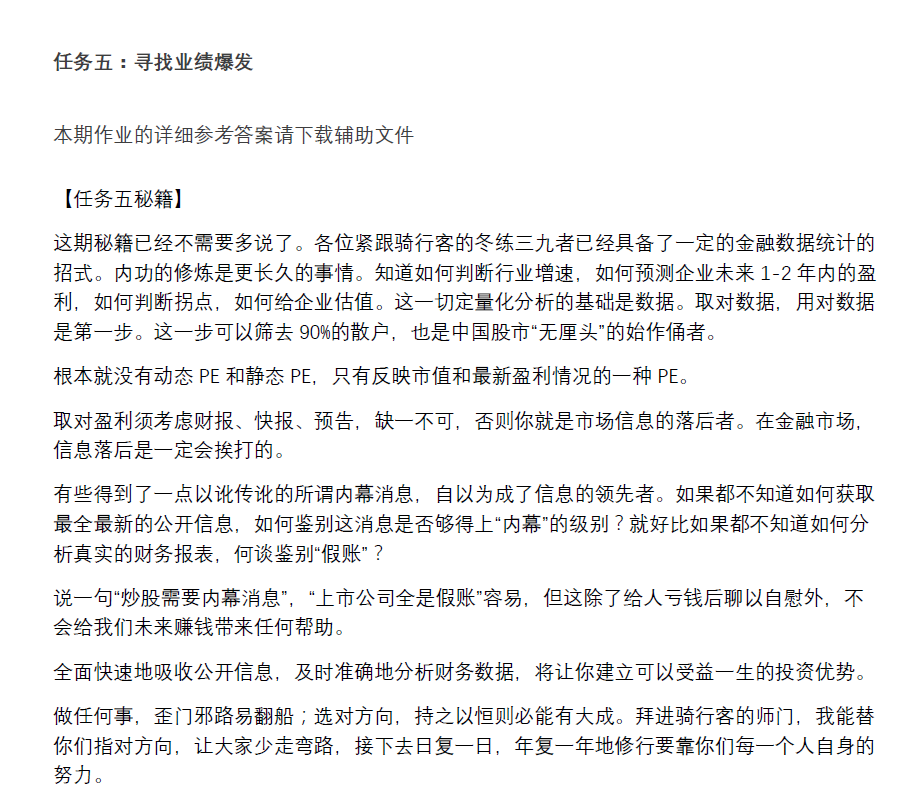 任务五：寻找业绩爆发
本期作业的详细参考答案请下载辅助文件
【任务五秘籍】
这期秘籍已经不需要多说了。各位紧跟骑行客的冬练三九者已经具备了一定的金融数据统计的
招式。内功的修炼是更长久的事情。知道如何判断行业增速，如何预测企业未来 1-2 年内的盈
利，如何判断拐点，如何给企业估值。这一切定量化分析的基础是数据。取对数据，用对数据
是第一步。这一步可以筛去 90%的散户，也是中国股市“无厘头”的始作俑者。
根本就没有动态 PE 和静态 PE，只有反映市值和最新盈利情况的一种 PE。
取对盈利须考虑财报、快报、预告，缺一不可，否则你就是市场信息的落后者。在金融市场，
信息落后是一定会挨打的。
有些得到了一点以讹传讹的所谓内幕消息，自以为成了信息的领先者。如果都不知道如何获取
最全最新的公开信息，如何鉴别这消息是否够得上“内幕”的级别？就好比如果都不知道如何分
析真实的财务报表，何谈鉴别“假账”？
说一句“炒股需要内幕消息”，“上市公司全是假账”容易，但这除了给人亏钱后聊以自慰外，不
会给我们未来赚钱带来任何帮助。
全面快速地吸收公开信息，及时准确地分析财务数据，将让你建立可以受益一生的投资优势。
做任何事，歪门邪路易翻船；选对方向，持之以恒则必能有大成。拜进骑行客的师门，我能替
你们指对方向，让大家少走弯路，接下去日复一日，年复一年地修行要靠你们每一个人自身的
努力。